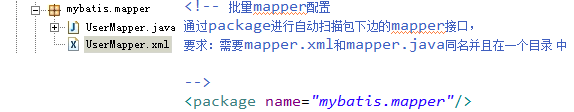 mybatis.mapper
UserMapper.java
UserMapper.xml
<!-- 批量mapper配置
通过package进行自动扫描包下边的mapper接口,
要求:需要mapper.xml和mapper.java同名并且在一个目录 中
-->
<package name="mybatis.mapper"/>